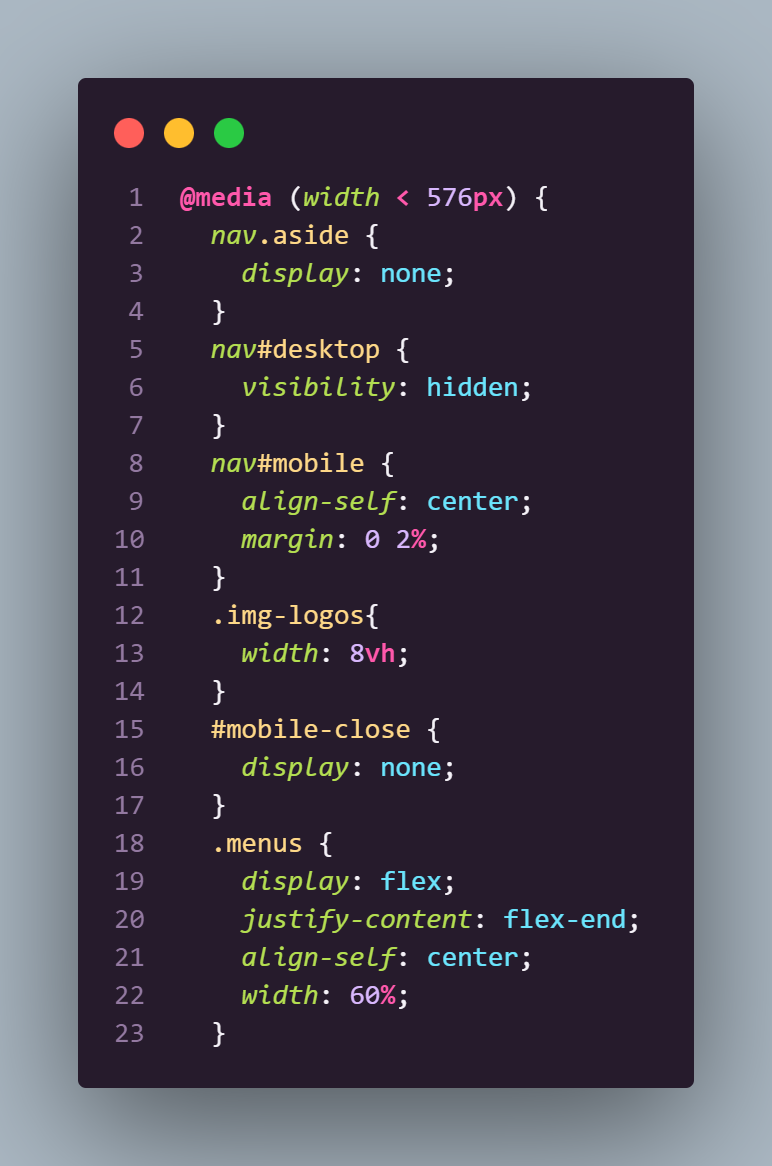 1 @media (width < 576px) {
2   nav.aside {
3     display: none;
4   }
5   nav#desktop {
6     visibility: hidden;
7   }
8   nav#mobile {
9     align-self: center;
10     margin: 0 2%;
11   }
12   .img-logos{
13     width: 8vh;
14   }
15   #mobile-close {
16     display: none;
17   }
18   .menus {
19     display: flex;
20     justify-content: flex-end;
21     align-self: center;
22     width: 60%;
23   }